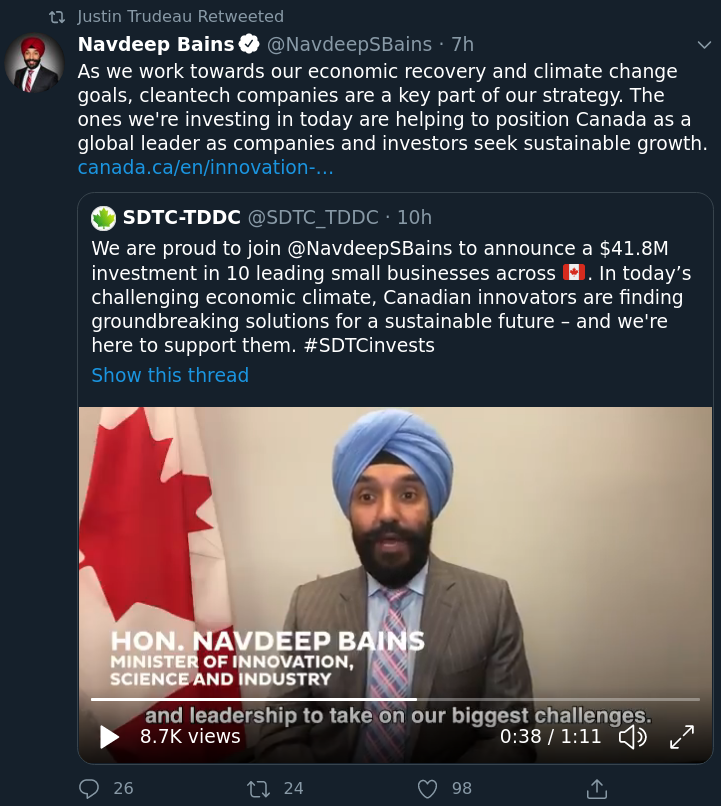 Justin Trudeau Retweeted
Navdeep Bains @NavdeepSBains · 7h
As we work towards our economic recovery and climate change
goals, cleantech companies are a key part of our strategy. The
ones we're investing in today are helping to position Canada as a
global leader as companies and investors seek sustainable growth.
canada.ca/en/innovation-…
SDTC-TDDC @SDTC_TDDC · 10h
We are proud to join @NavdeepSBains to announce a $41.8M
investment in 10 leading small businesses across 🇨🇦. In today’s
challenging economic climate, Canadian innovators are finding
groundbreaking solutions for a sustainable future – and we're
here to support them. #SDTCinvests
Show this thread
HON. NAVDEEP BAINS
MINISTER OF INNOVATION,
SCIENCE AND INDUSTRY
and leadership to take on our biggest challenges.
8.7K views 0:38 / 1:11
26 24 98